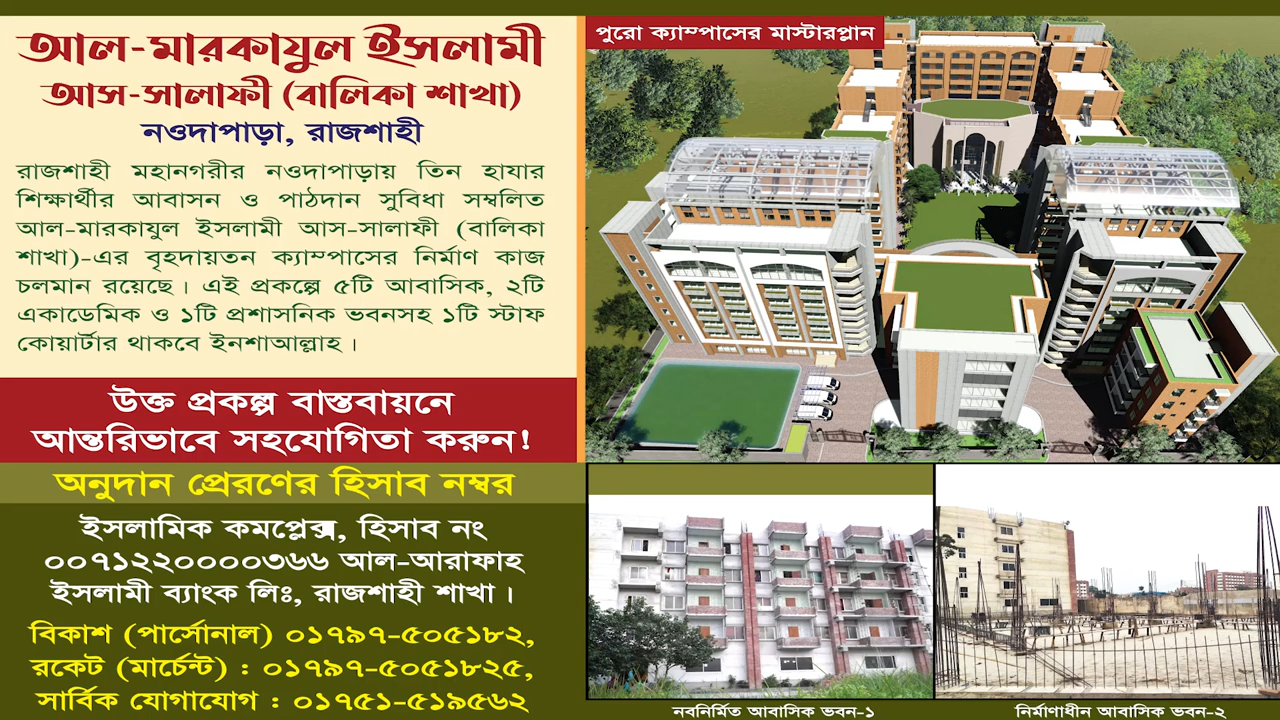 আল-মারকাযুল ইসলামী
আস-সালাফী (বালিকা শাখা)
নওদাপাড়া, রাজশাহী
রাজশাহী মহানগরীর নওদাপাড়ায় তিন হাযার
শিক্ষার্থীর আবাসন ও পাঠদান সুবিধা সম্বলিত
আল-মারকাযুল ইসলামী আস-সালাফী (বালিকা
শাখা)-এর বৃহদায়তন ক্যাম্পাসের নির্মাণ কাজ
চলমান রয়েছে। এই প্রকল্পে ৫টি আবাসিক, ২টি
একাডেমিক ও ১টি প্রশাসনিক ভবনসহ ১টি স্টাফ
কোয়ার্টার থাকবে ইনশাআল্লাহ।
উক্ত প্রকল্প বাস্তবায়নে
আন্তরিভাবে সহযোগিতা করুন!
অনুদান প্রেরণের হিসাব নম্বর
ইসলামিক কমপ্লেক্স, হিসাব নং
০০৭১২২০০০০৩৬৬ আল-আরাফাহ
ইসলামী ব্যাংক লিঃ, রাজশাহী শাখা।
বিকাশ (পার্সোনাল) ০১৭৯৭-৫০৫১৮২,
রকেট (মার্চেন্ট) : ০১৭৯৭-৫০৫১৮২৫,
সার্বিক যোগাযোগ : ০১৭৫১-৫১৯৫৬২
পুরো ক্যাম্পাসের মাস্টারপ্লান
নবনির্মিত আবাসিক ভবন-১
নির্মাণাধীন আবাসিক ভবন-২